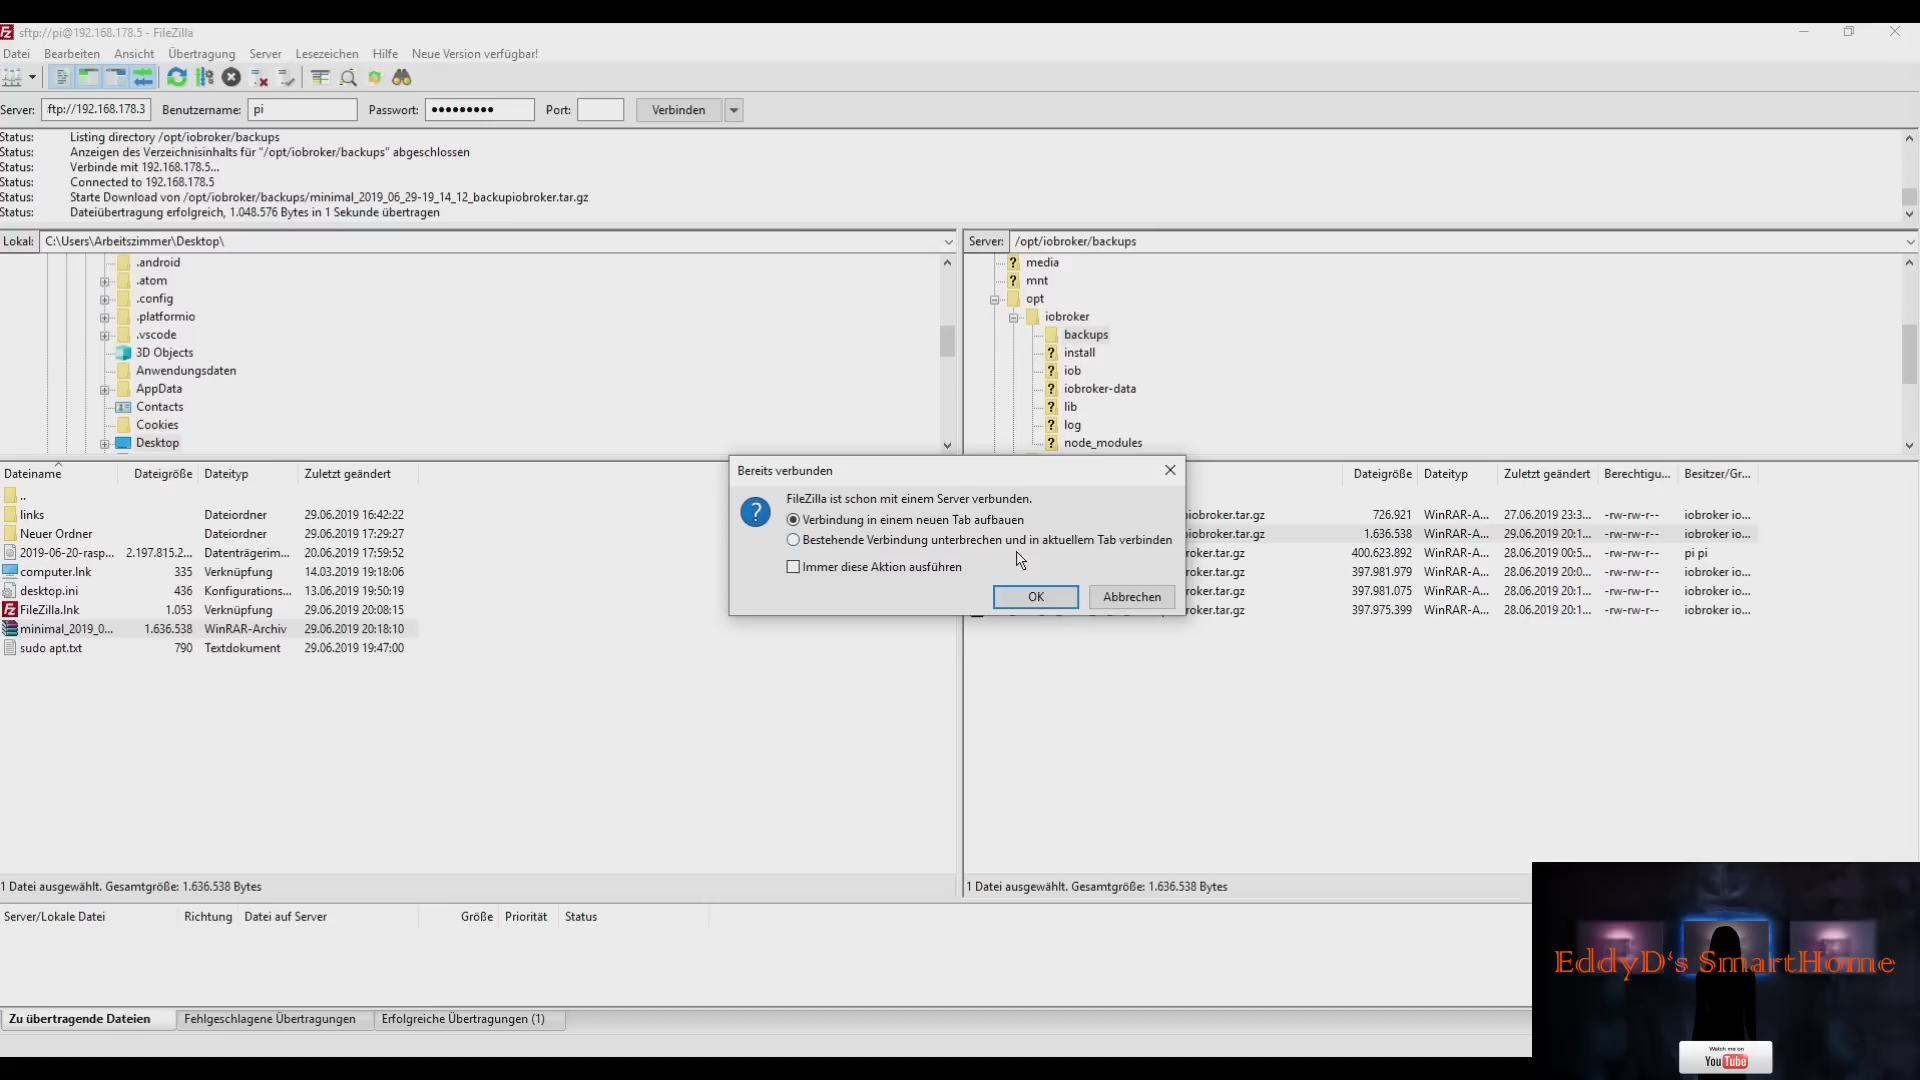 sftp://pi@192.168.178.5 - FileZilla
Datei Bearbeiten Ansicht Übertragung Server Lesezeichen Hilfe Neue Version verfügbar!
Server: ftp://192.168.178.3 Benutzername: pi Passwort: ●●●●●●●●● Port: Verbinden
Status: Listing directory /opt/iobroker/backups
Status: Anzeigen des Verzeichnisinhalts für "/opt/iobroker/backups" abgeschlossen
Status: Verbinde mit 192.168.178.5...
Status: Connected to 192.168.178.5
Status: Starte Download von /opt/iobroker/backups/minimal_2019_06_29-19_14_12_backupiobroker.tar.gz
Status: Dateiübertragung erfolgreich, 1.048.576 Bytes in 1 Sekunde übertragen
Lokal: C:\Users\Arbeitszimmer\Desktop\
.android
.atom
.config
.platformio
.vscode
3D Objects
Anwendungsdaten
AppData
Contacts
Cookies
Desktop
Server: /opt/iobroker/backups
media
mnt
opt
iobroker
backups
install
iob
iobroker-data
lib
log
node_modules
Dateiname Dateigröße Dateityp Zuletzt geändert
..
links Dateiordner 29.06.2019 16:42:22
Neuer Ordner Dateiordner 29.06.2019 17:29:27
2019-06-20-rasp... 2.197.815.2... Datenträgerim... 20.06.2019 17:59:52
computer.lnk 335 Verknüpfung 14.03.2019 19:18:06
desktop.ini 436 Konfigurations... 13.06.2019 19:50:19
FileZilla.lnk 1.053 Verknüpfung 29.06.2019 20:08:15
minimal_2019_0... 1.636.538 WinRAR-Archiv 29.06.2019 20:18:10
sudo apt.txt 790 Textdokument 29.06.2019 19:47:00
Bereits verbunden
FileZilla ist schon mit einem Server verbunden.
Verbindung in einem neuen Tab aufbauen
Bestehende Verbindung unterbrechen und in aktuellem Tab verbinden
Immer diese Aktion ausführen
OK Abbrechen
Dateigröße Dateityp Zuletzt geändert Berechtigu... Besitzer/Gr...
iobroker.tar.gz 726.921 WinRAR-A... 27.06.2019 23:3... -rw-rw-r-- iobroker io...
iobroker.tar.gz 1.636.538 WinRAR-A... 29.06.2019 20:1... -rw-rw-r-- iobroker io...
roker.tar.gz 400.623.892 WinRAR-A... 28.06.2019 00:5... -rw-rw-r-- pi pi
roker.tar.gz 397.981.979 WinRAR-A... 28.06.2019 20:0... -rw-rw-r-- iobroker io...
roker.tar.gz 397.981.075 WinRAR-A... 28.06.2019 20:1... -rw-rw-r-- iobroker io...
roker.tar.gz 397.975.399 WinRAR-A... 28.06.2019 20:1... -rw-rw-r-- iobroker io...
1 Datei ausgewählt. Gesamtgröße: 1.636.538 Bytes
1 Datei ausgewählt. Gesamtgröße: 1.636.538 Bytes
Server/Lokale Datei Richtung Datei auf Server Größe Priorität Status
Zu übertragende Dateien Fehlgeschlagene Übertragungen Erfolgreiche Übertragungen (1)
EddyD's SmartHome
Watch me on
YouTube